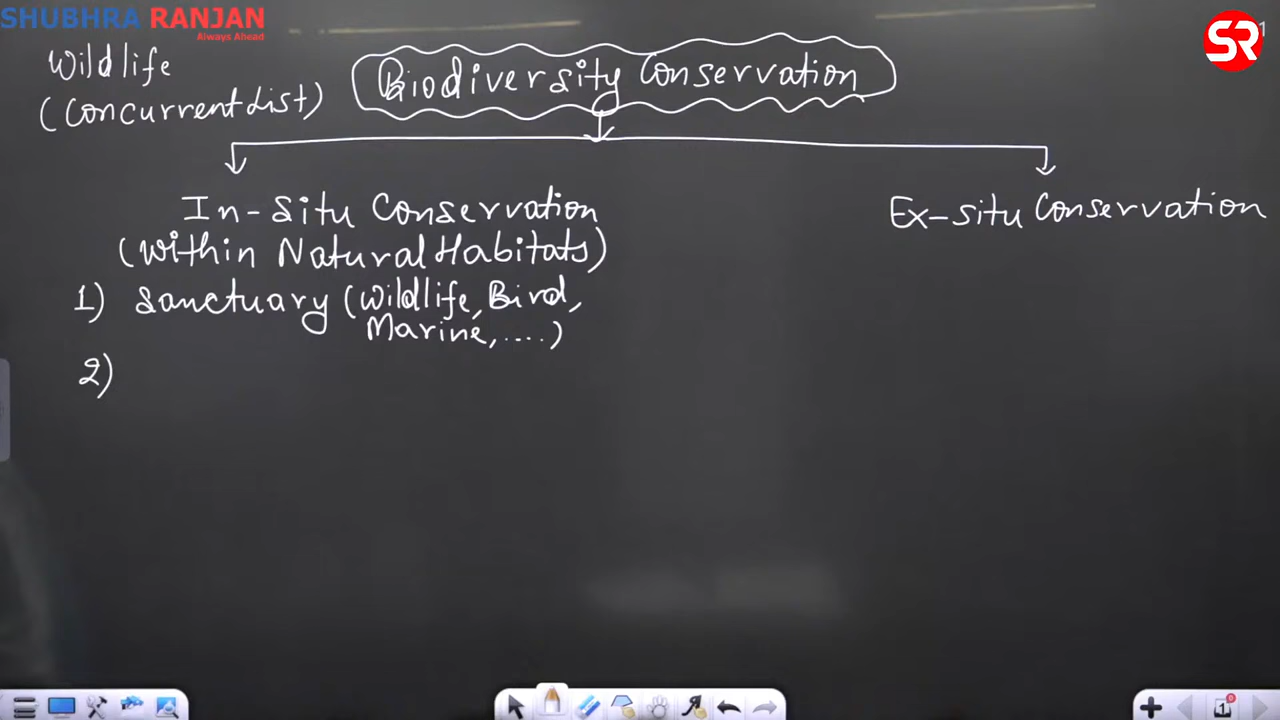 SHUBHRA RANJAN
Always Ahead
SR
Wildlife
(Concurrent List)
Biodiversity Conservation
In-Situ Conservation
(Within Natural Habitats)
1) Sanctuary (Wildlife, Bird,
Marine, ....)
2)
Ex-situ Conservation
1